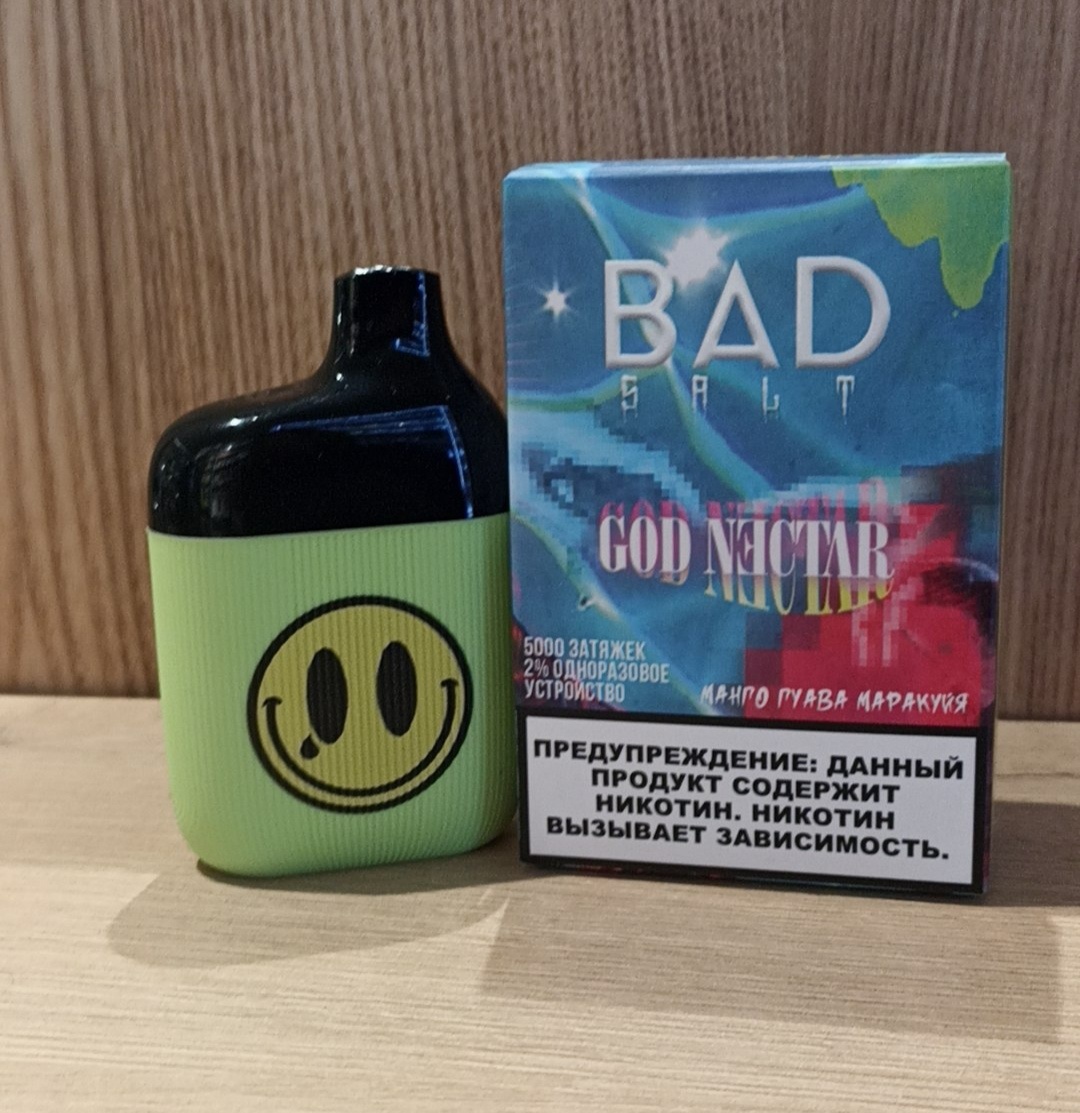 BAD
SALT
GOD NECTAR
5000 ЗАТЯЖЕК
2% ОДНОРАЗОВОЕ
УСТРОЙСТВО
МАНГО ГУАВА МАРАКУЙЯ
ПРЕДУПРЕЖДЕНИЕ: ДАННЫЙ
ПРОДУКТ СОДЕРЖИТ
НИКОТИН. НИКОТИН
ВЫЗЫВАЕТ ЗАВИСИМОСТЬ.